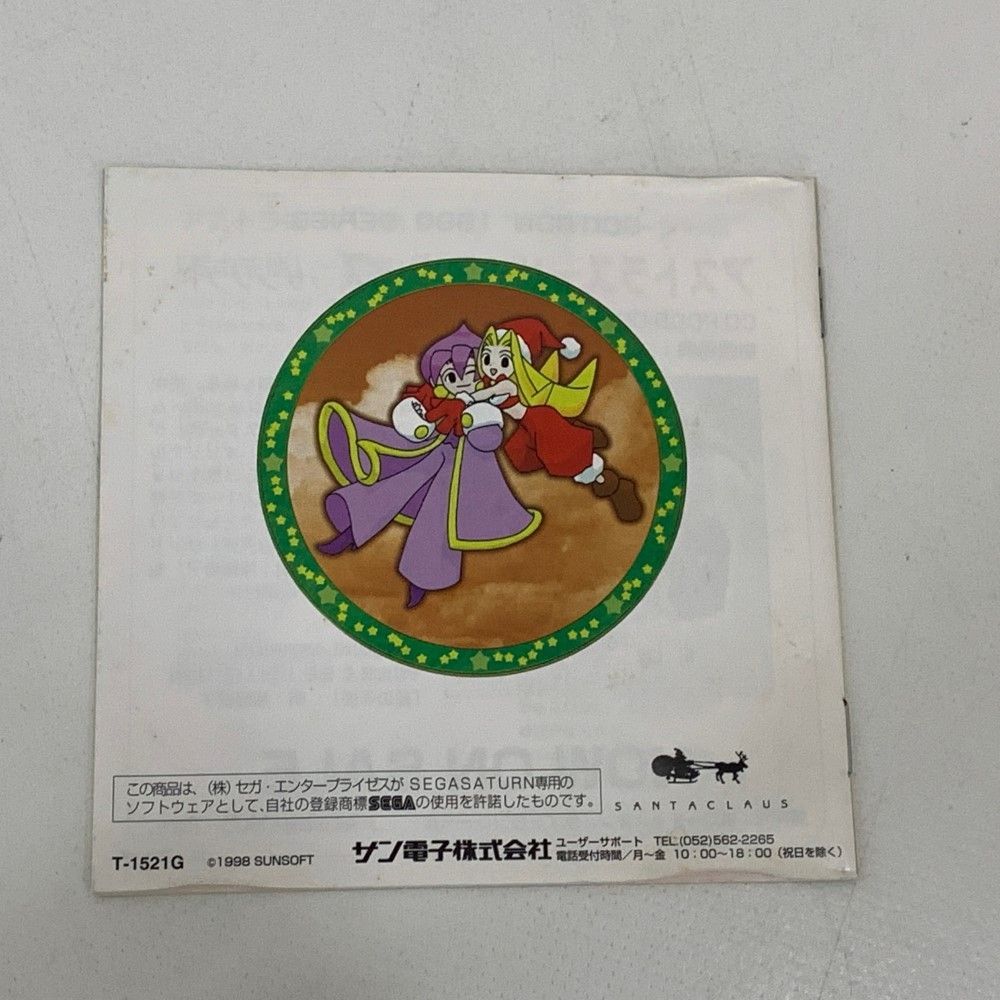 この商品は、(株)セガ・エンタープライゼスが SEGASATURN専用の
ソフトウェアとして、自社の登録商標SEGAの使用を許諾したものです。
SANTACLAUS
T-1521G ©1998 SUNSOFT サン電子株式会社 ユーザーサポート TEL(052)562-2265
電話受付時間/月～金 10:00～18:00 (祝日を除く)